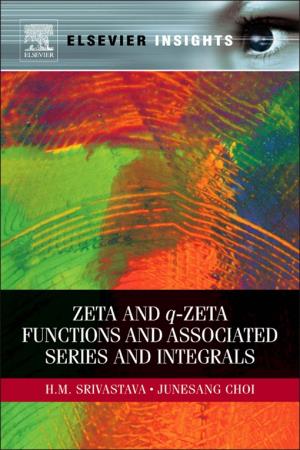 ELSEVIER
ELSEVIER INSIGHTS
ZETA AND q-ZETA
FUNCTIONS AND ASSOCIATED
SERIES AND INTEGRALS
H.M. SRIVASTAVA · JUNESANG CHOI